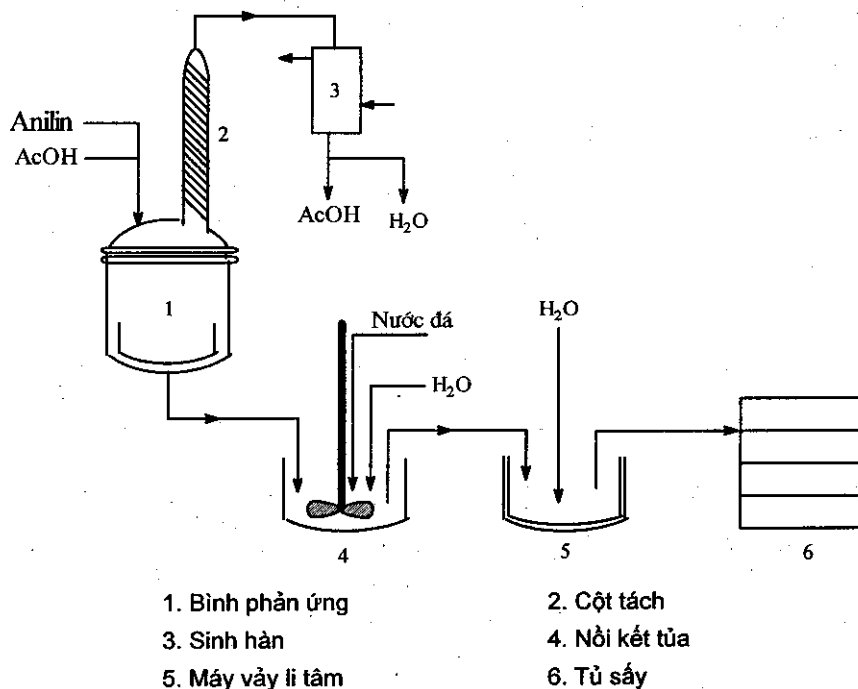 3
2
Anilin
AcOH
AcOH
H₂O
1
Nước đá
H₂O
H₂O
4
5
6
1. Bình phản ứng
2. Cột tách
3. Sinh hàn
4. Nồi kết tủa
5. Máy vảy li tâm
6. Tủ sấy